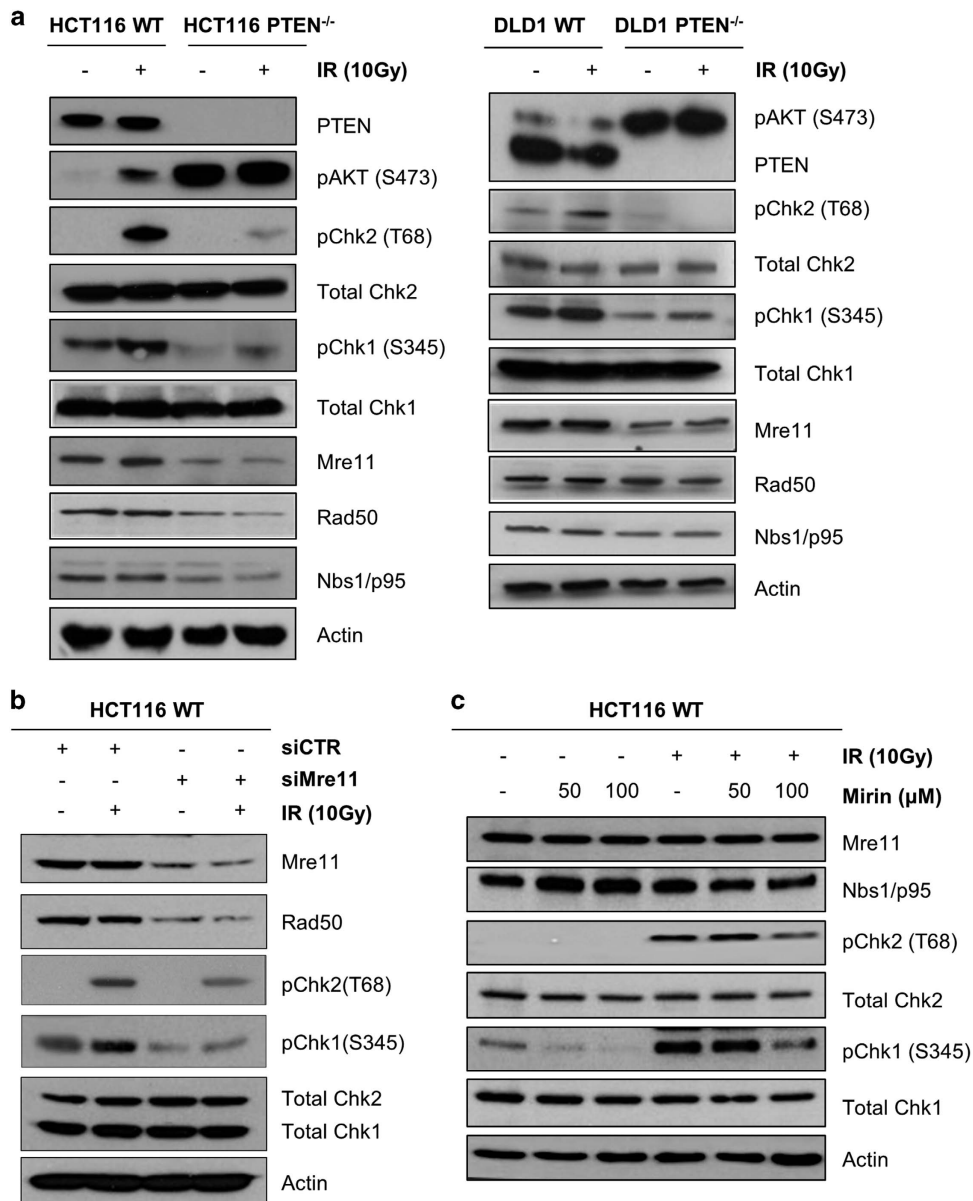 a
HCT116 WT HCT116 PTEN-/-
- + - + IR (10Gy)
PTEN
pAKT (S473)
pChk2 (T68)
Total Chk2
pChk1 (S345)
Total Chk1
Mre11
Rad50
Nbs1/p95
Actin
DLD1 WT DLD1 PTEN-/-
- + - + IR (10Gy)
pAKT (S473)
PTEN
pChk2 (T68)
Total Chk2
pChk1 (S345)
Total Chk1
Mre11
Rad50
Nbs1/p95
Actin
b
HCT116 WT
+ + - - siCTR
- - + + siMre11
- + - + IR (10Gy)
Mre11
Rad50
pChk2(T68)
pChk1(S345)
Total Chk2
Total Chk1
Actin
c
HCT116 WT
- - - + + + IR (10Gy)
- 50 100 - 50 100 Mirin (µM)
Mre11
Nbs1/p95
pChk2 (T68)
Total Chk2
pChk1 (S345)
Total Chk1
Actin